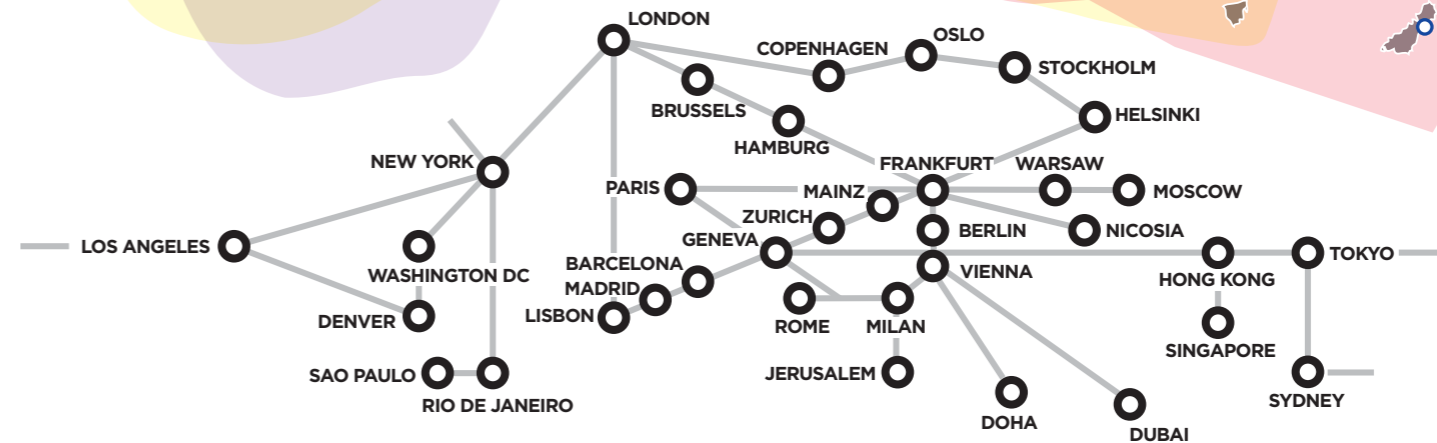 LONDON
COPENHAGEN
OSLO
STOCKHOLM
BRUSSELS
HELSINKI
HAMBURG
NEW YORK
FRANKFURT
WARSAW
PARIS
MAINZ
MOSCOW
ZURICH
BERLIN
NICOSIA
LOS ANGELES
GENEVA
TOKYO
BARCELONA
WASHINGTON DC
VIENNA
HONG KONG
MADRID
DENVER
LISBON
ROME
MILAN
SINGAPORE
SAO PAULO
JERUSALEM
RIO DE JANEIRO
SYDNEY
DOHA
DUBAI